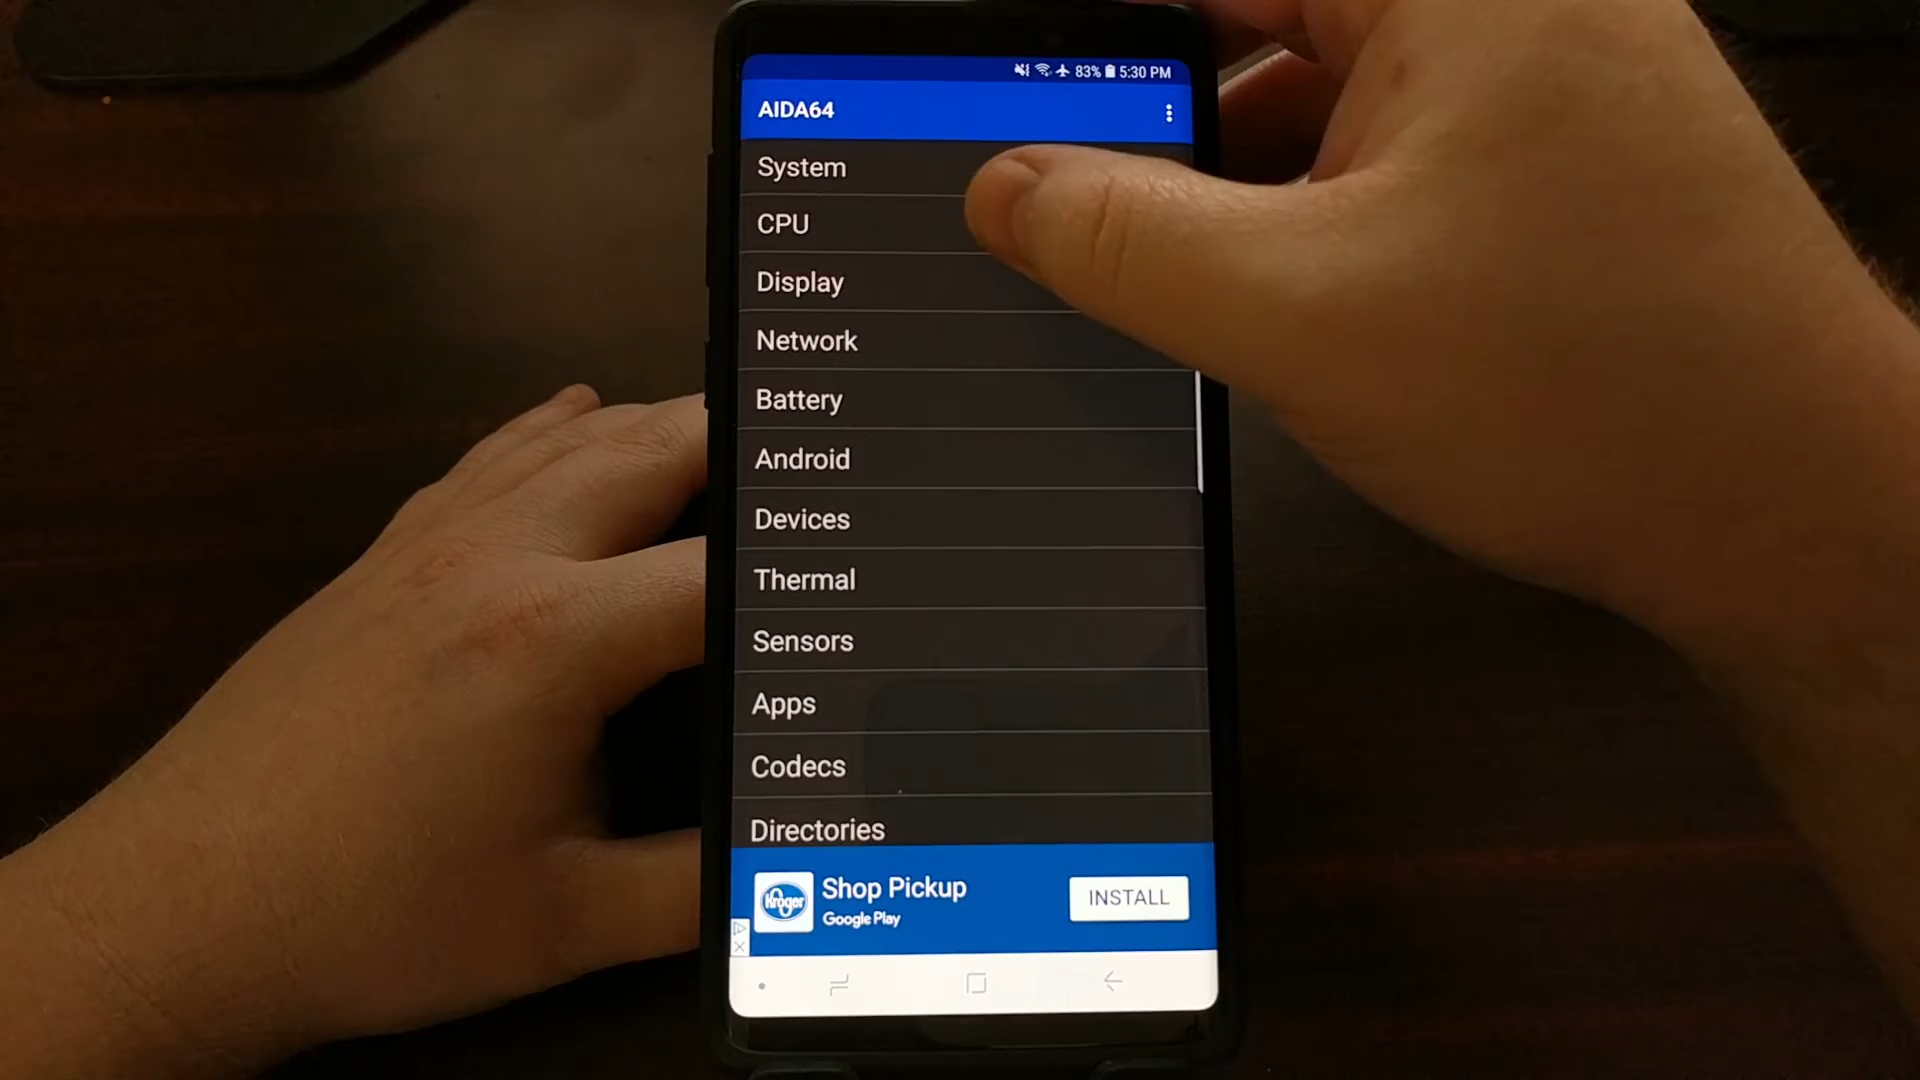 83% 5:30 PM
AIDA64
System
CPU
Display
Network
Battery
Android
Devices
Thermal
Sensors
Apps
Codecs
Directories
Kroger
Shop Pickup
Google Play
INSTALL